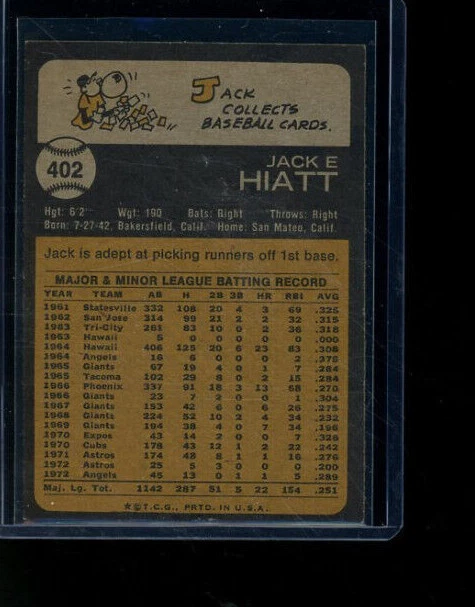 JACK
COLLECTS
BASEBALL CARDS.
402
JACK E
HIATT
Hgt: 6'2" Wgt: 190 Bats: Right Throws: Right
Born: 7-27-42, Bakersfield, Calif. Home: San Mateo, Calif.
Jack is adept at picking runners off 1st base.
MAJOR & MINOR LEAGUE BATTING RECORD
YEAR TEAM AB H 2B 3B HR RBI AVG
1961 Statesville 332 108 20 4 3 69 .325
1962 San Jose 314 99 21 2 2 32 .315
1963 Tri-City 261 83 10 0 2 36 .318
1963 Hawaii 5 0 0 0 0 0 .000
1964 Hawaii 406 125 20 6 23 83 .308
1964 Angels 16 6 0 0 0 2 .375
1965 Giants 67 19 4 0 1 7 .284
1965 Tacoma 102 29 8 0 2 15 .284
1966 Phoenix 337 91 18 3 13 68 .270
1966 Giants 23 7 2 0 0 1 .304
1967 Giants 153 42 6 0 6 26 .275
1968 Giants 224 52 10 2 4 34 .232
1969 Giants 194 38 4 0 7 34 .196
1970 Expos 43 14 2 0 0 7 .326
1970 Cubs 178 43 12 1 2 22 .242
1971 Astros 174 48 8 1 1 16 .276
1972 Astros 25 5 3 0 0 0 .200
1972 Angels 45 13 0 1 1 5 .289
Maj. Lg. Tot. 1142 287 51 5 22 154 .251
★©T.C.G., PRTD. IN U.S.A.